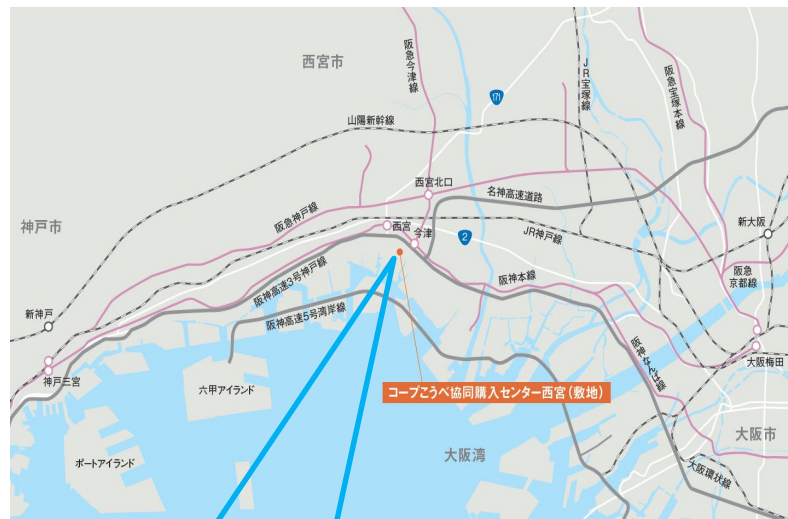 西宮市
阪急今津線
171
JR宝塚線
阪急宝塚本線
山陽新幹線
西宮北口
名神高速道路
神戸市
阪急神戸線
西宮
今津
2
JR神戸線
新大阪
阪神高速3号神戸線
阪神本線
阪急
京都線
新神戸
阪神高速5号湾岸線
神戸三宮
六甲アイランド
コープこうべ協同購入センター西宮(敷地)
阪神なんば線
大阪梅田
大阪市
ポートアイランド
大阪湾
大阪環状線